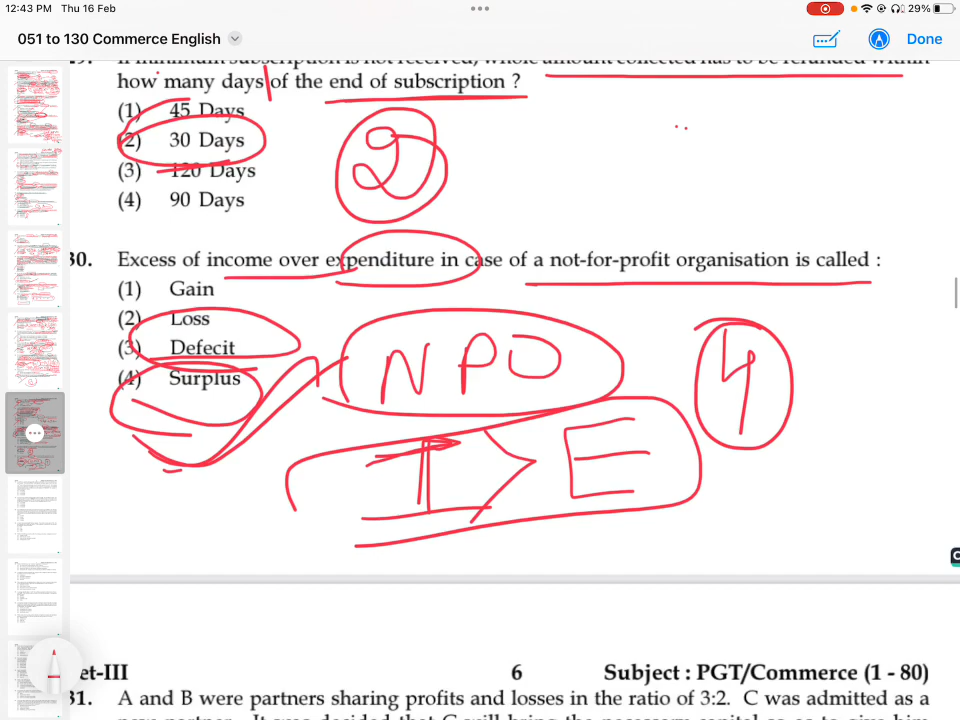 12:43 PM Thu 16 Feb
29%
051 to 130 Commerce English
Done
how many days of the end of subscription ?
(1) 45 Days
(2) 30 Days
(3) 120 Days
(4) 90 Days
2
30. Excess of income over expenditure in case of a not-for-profit organisation is called :
(1) Gain
(2) Loss
(3) Defecit
(4) Surplus
NPO
4
I > E
et-III
6
Subject : PGT/Commerce (1 - 80)
31. A and B were partners sharing profits and losses in the ratio of 3:2. C was admitted as a